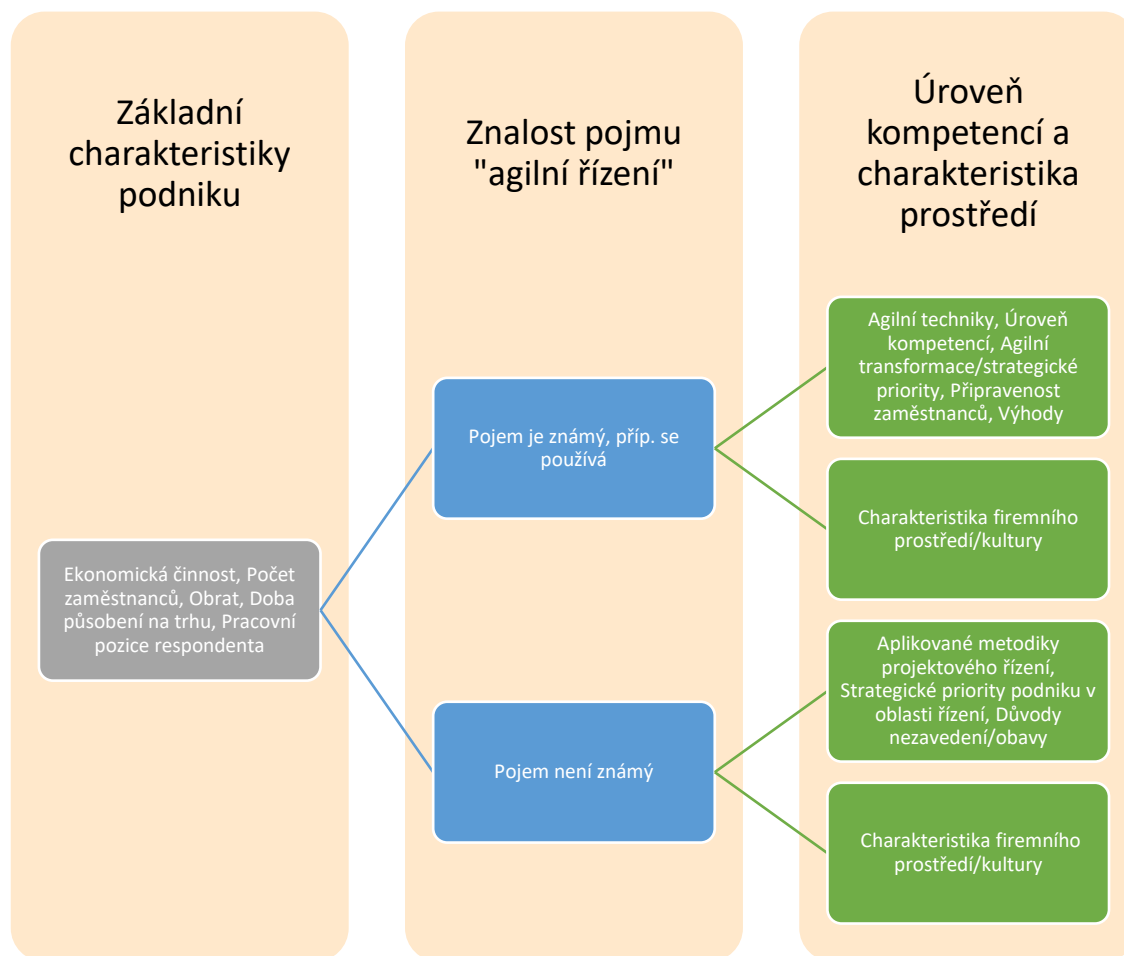 Základní
charakteristiky
podniku
Znalost pojmu
"agilní řízení"
Úroveň
kompetencí a
charakteristika
prostředí
Ekonomická činnost, Počet
zaměstnanců, Obrat, Doba
působení na trhu, Pracovní
pozice respondenta
Pojem je známý, příp. se
používá
Pojem není známý
Agilní techniky, Úroveň
kompetencí, Agilní
transformace/strategické
priority, Připravenost
zaměstnanců, Výhody
Charakteristika firemního
prostředí/kultury
Aplikované metodiky
projektového řízení,
Strategické priority podniku v
oblasti řízení, Důvody
nezavedení/obavy
Charakteristika firemního
prostředí/kultury